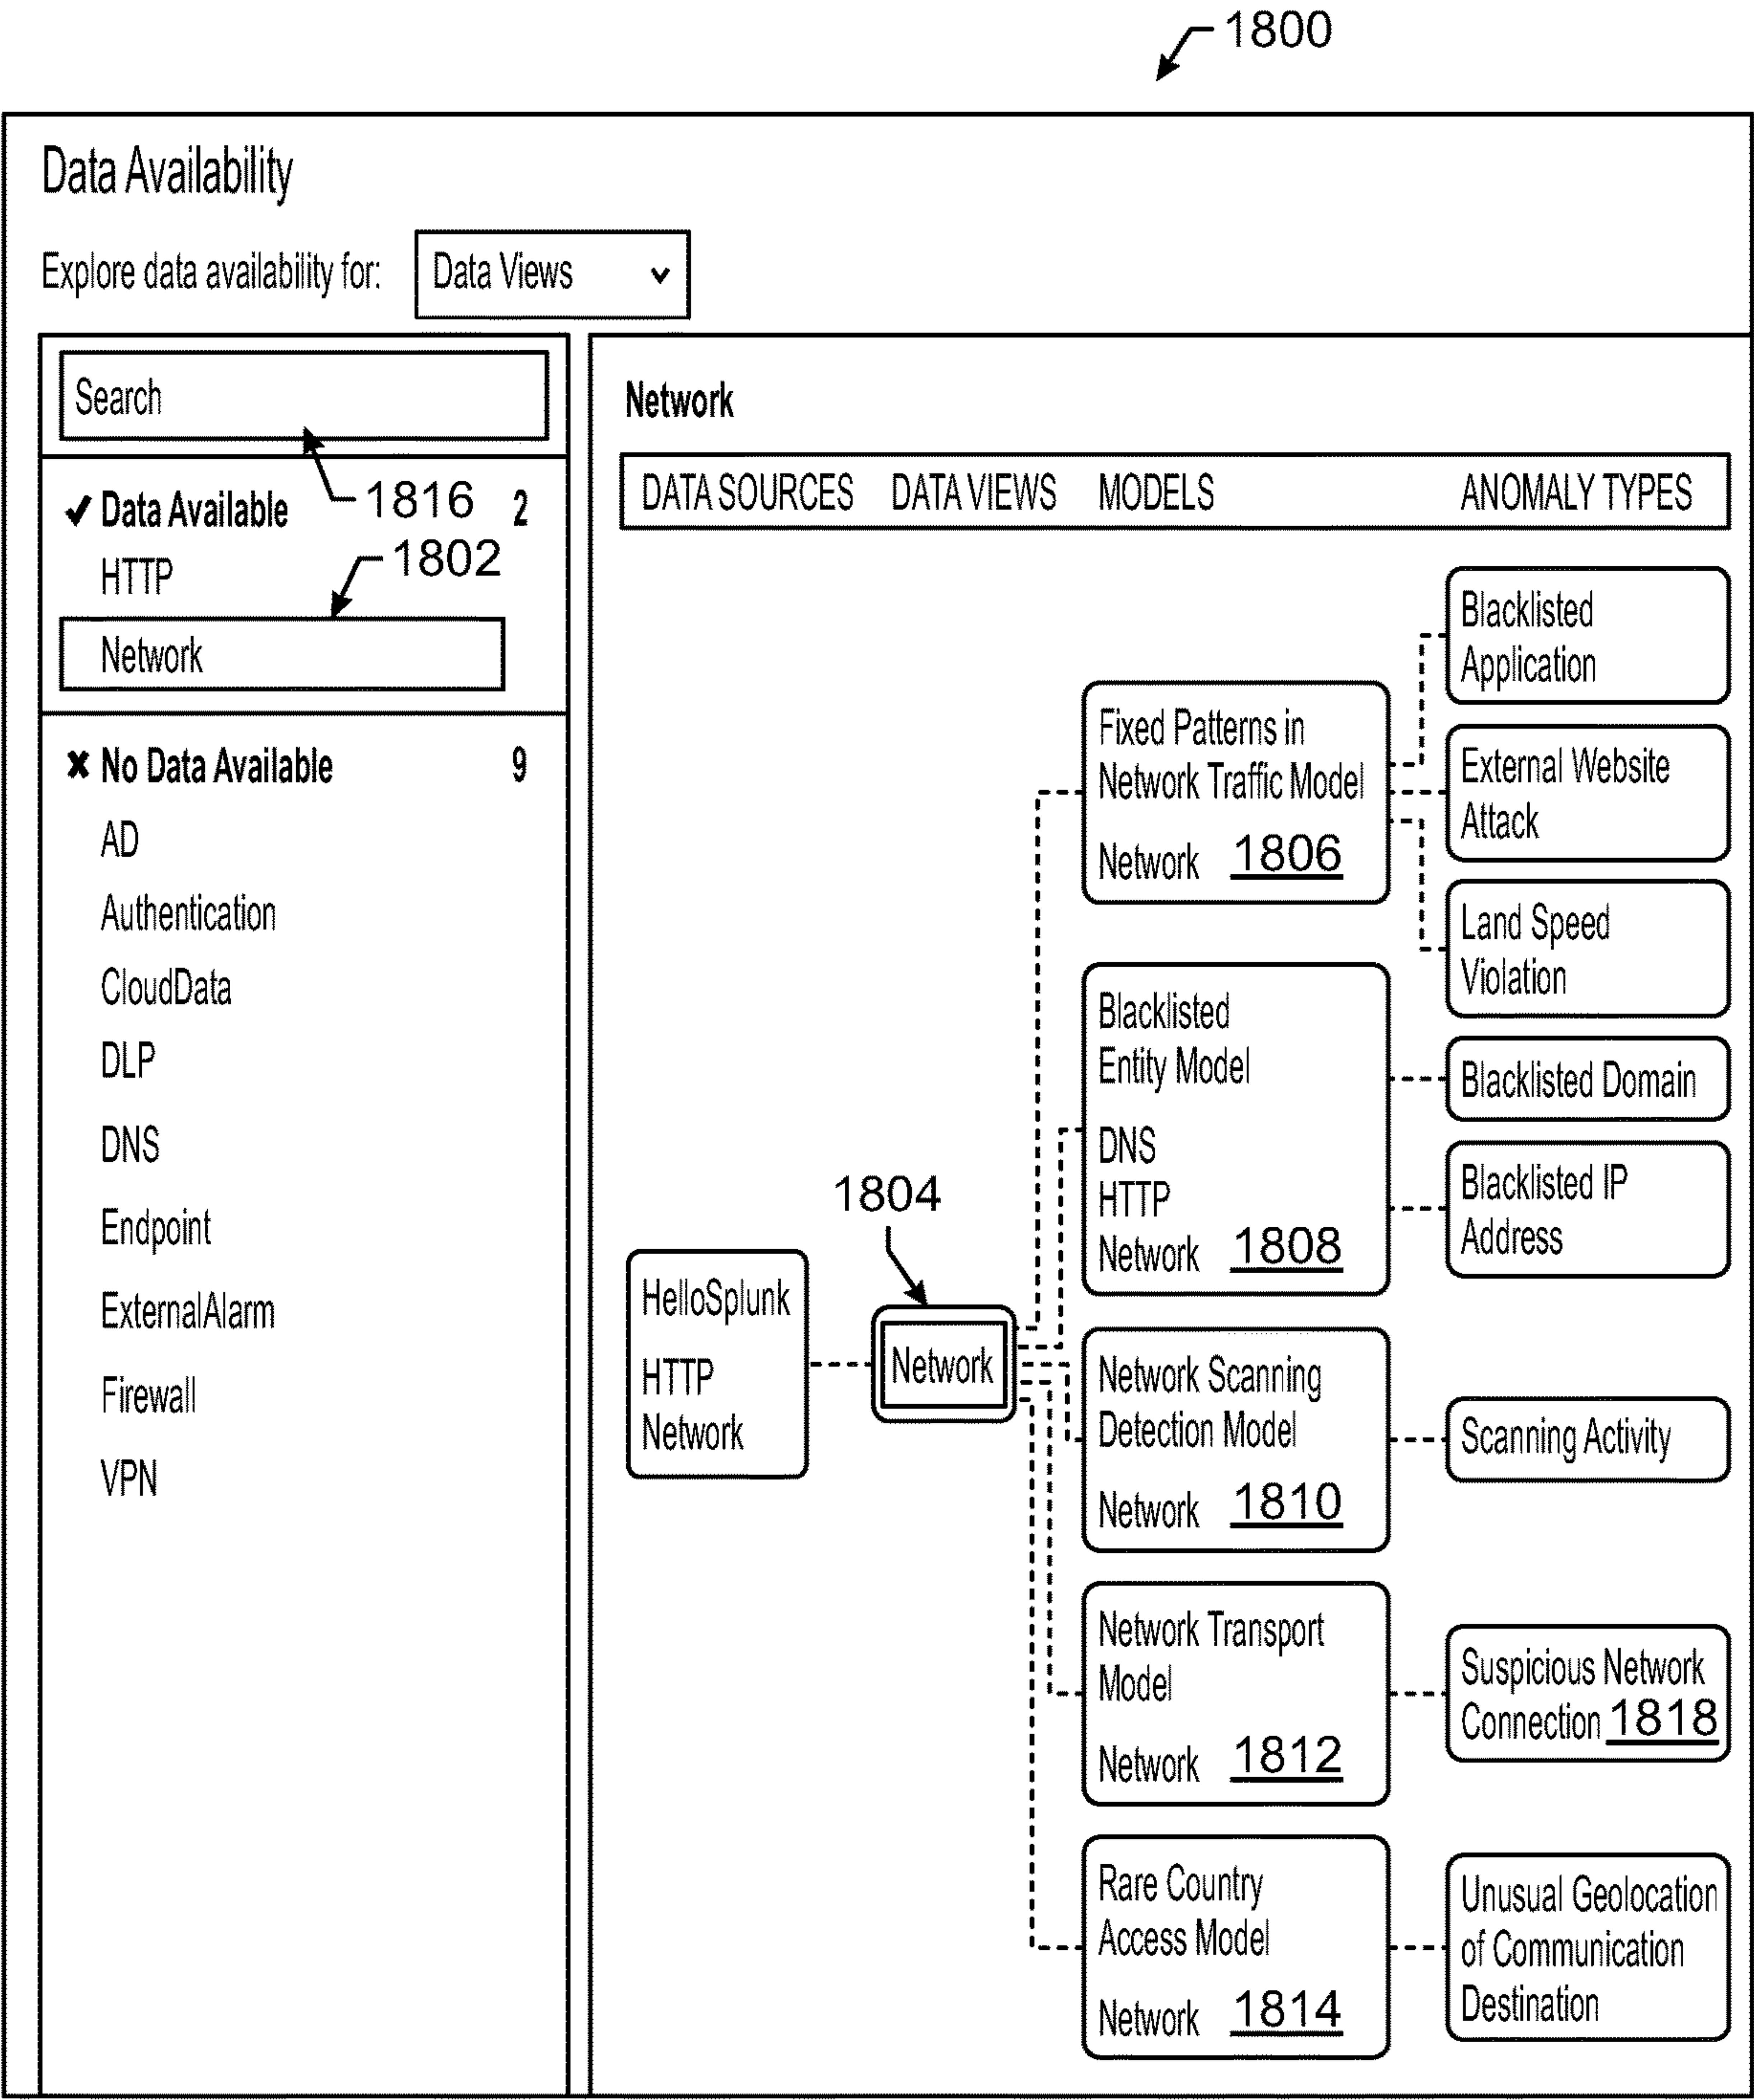 1800
Data Availability
Explore data availability for: Data Views
Search
1816
Data Available 2
HTTP
1802
Network
No Data Available 9
AD
Authentication
CloudData
DLP
DNS
Endpoint
ExternalAlarm
Firewall
VPN
Network
DATA SOURCES DATA VIEWS MODELS ANOMALY TYPES
HelloSplunk
HTTP
Network
1804
Network
Fixed Patterns in
Network Traffic Model
Network 1806
Blacklisted
Entity Model
DNS
HTTP
Network 1808
Network Scanning
Detection Model
Network 1810
Network Transport
Model
Network 1812
Rare Country
Access Model
Network 1814
Blacklisted
Application
External Website
Attack
Land Speed
Violation
Blacklisted Domain
Blacklisted IP
Address
Scanning Activity
Suspicious Network
Connection 1818
Unusual Geolocation
of Communication
Destination